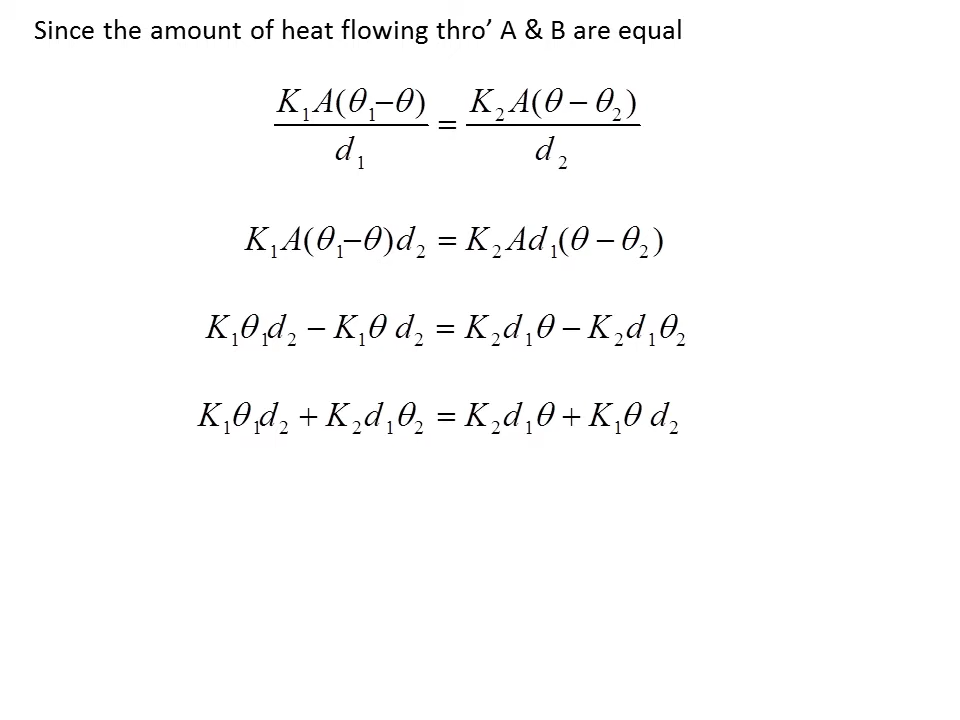 Since the amount of heat flowing thro’ A & B are equal
K₁A(θ₁−θ)/d₁ = K₂A(θ − θ₂)/d₂
K₁A(θ₁−θ)d₂ = K₂Ad₁(θ − θ₂)
K₁θ₁d₂ − K₁θ d₂ = K₂d₁θ − K₂d₁θ₂
K₁θ₁d₂ + K₂d₁θ₂ = K₂d₁θ + K₁θ d₂